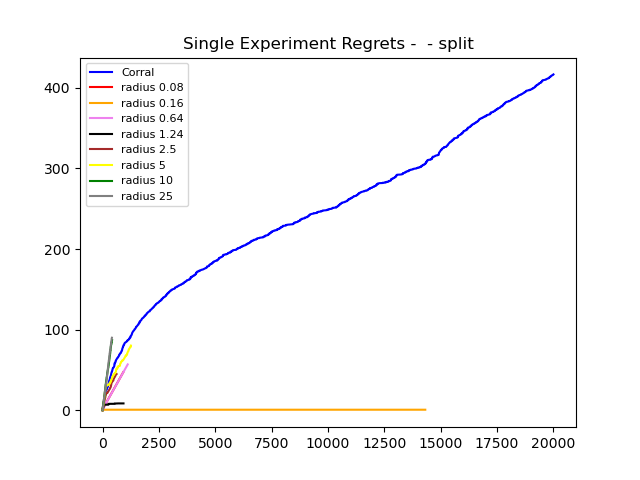 Single Experiment Regrets -  - split
Corral
radius 0.08
radius 0.16
radius 0.64
radius 1.24
radius 2.5
radius 5
radius 10
radius 25
400
300
200
100
0
0 2500 5000 7500 10000 12500 15000 17500 20000